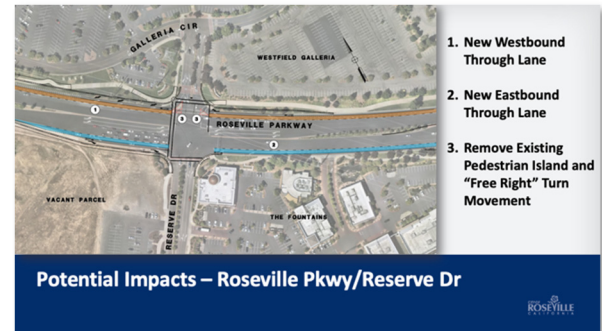 GALLERIA CIR
WESTFIELD GALLERIA
1
ROSEVILLE PARKWAY
VACANT PARCEL
RESERVE DR
THE FOUNTAINS
1. New Westbound
Through Lane
2. New Eastbound
Through Lane
3. Remove Existing
Pedestrian Island and
“Free Right” Turn
Movement
Potential Impacts – Roseville Pkwy/Reserve Dr
ROSEVILLE
CALIFORNIA